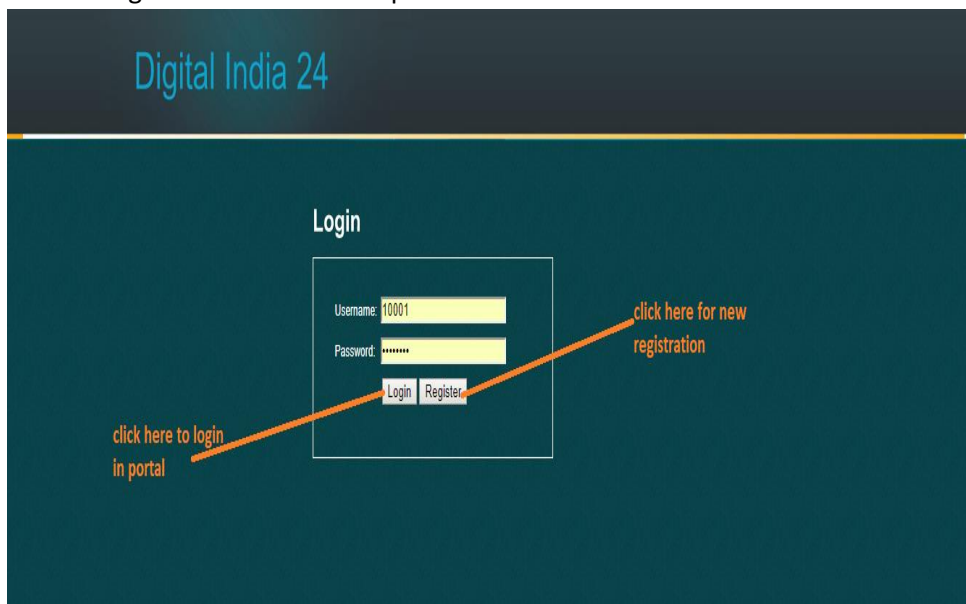 Digital India 24
Login
Username: 10001
Password: ••••••••
Login Register
click here for new
registration
click here to login
in portal